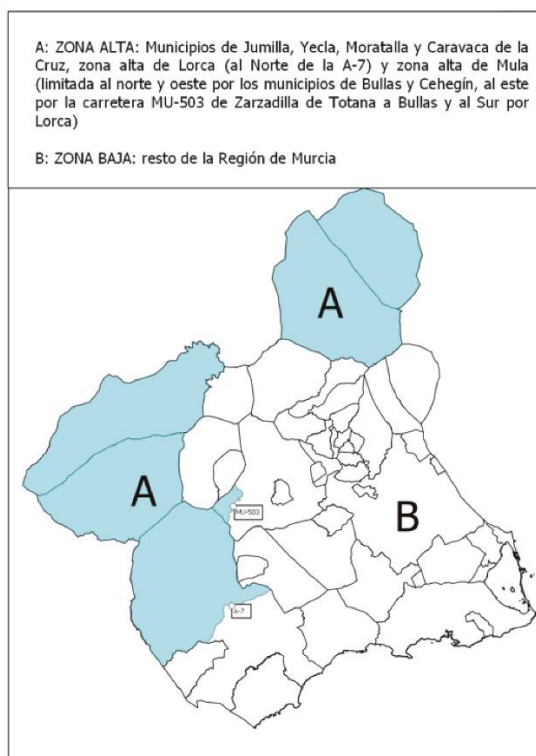 A: ZONA ALTA: Municipios de Jumilla, Yecla, Moratalla y Caravaca de la
Cruz, zona alta de Lorca (al Norte de la A-7) y zona alta de Mula
(limitada al norte y oeste por los municipios de Bullas y Cehegín, al este
por la carretera MU-503 de Zarzadilla de Totana a Bullas y al Sur por
Lorca)
B: ZONA BAJA: resto de la Región de Murcia
A
A
MU-503
B
A-7